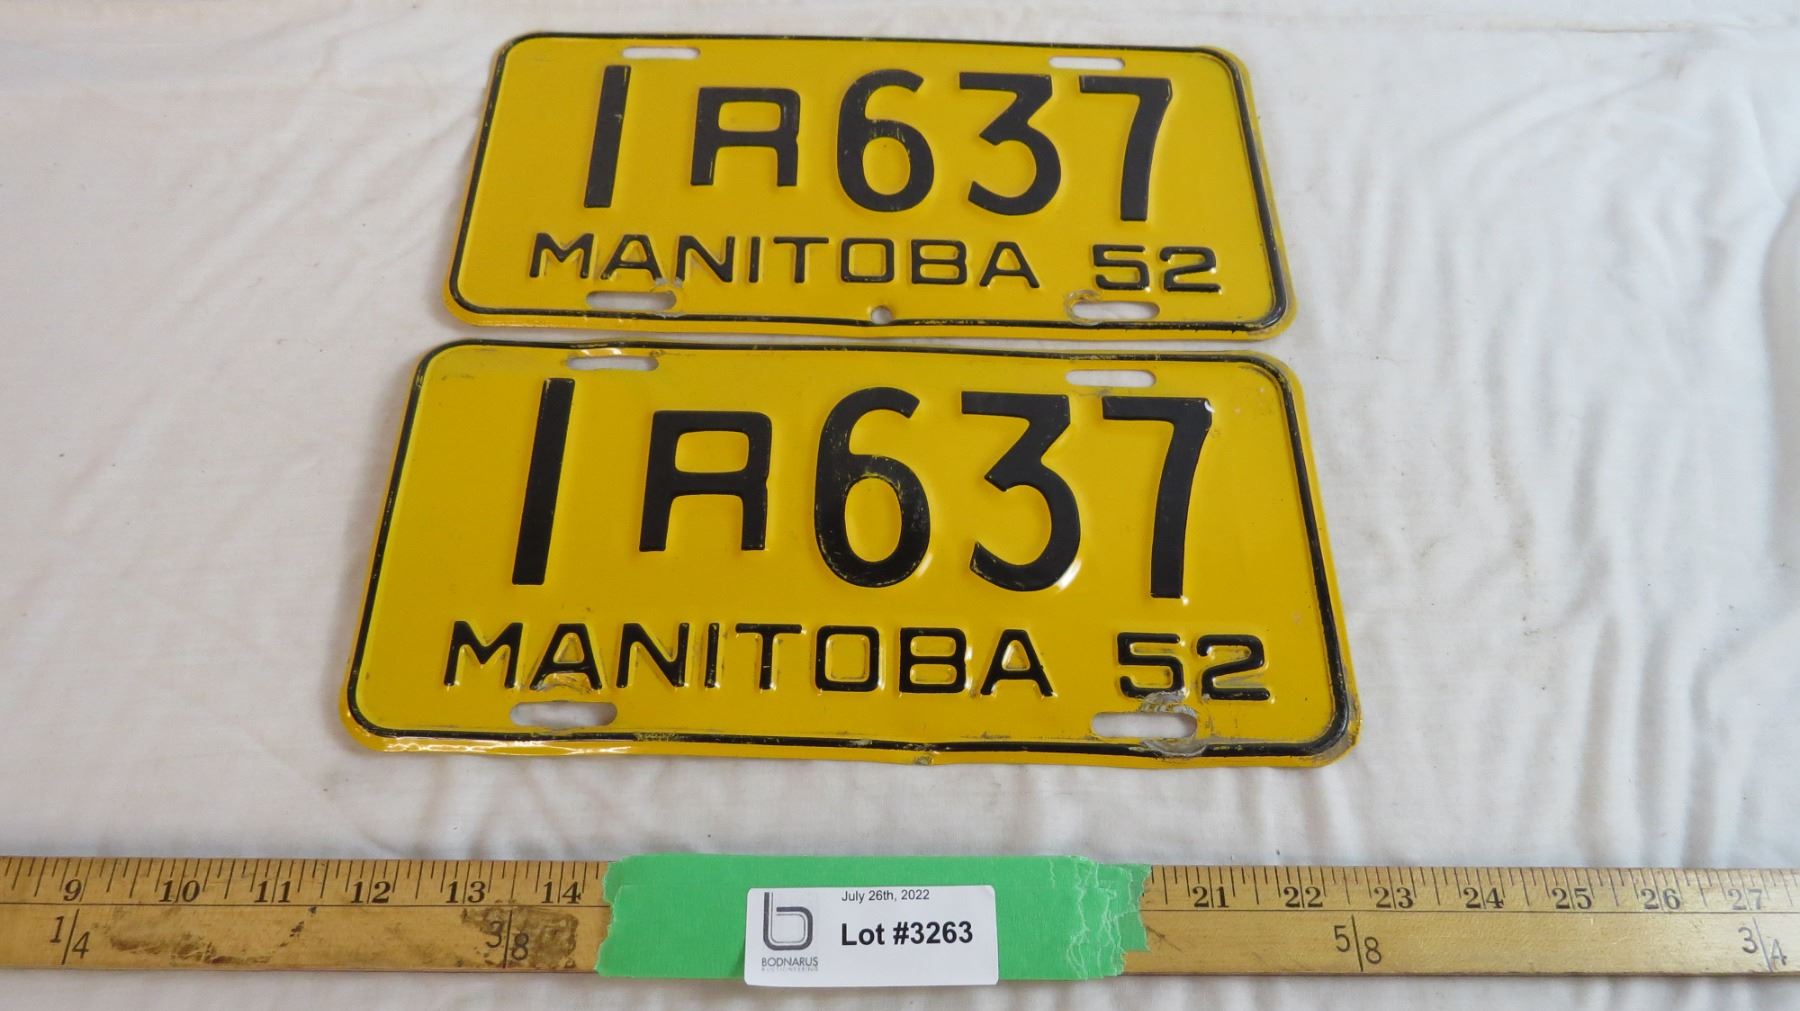 1R637
MANITOBA 52
1R637
MANITOBA 52
9 10 11 12 13 14 21 22 23 24 25 26 27
1/4 3/8 5/8 3/4
July 26th, 2022
Lot #3263
BODNARUS
AUCTIONEERING